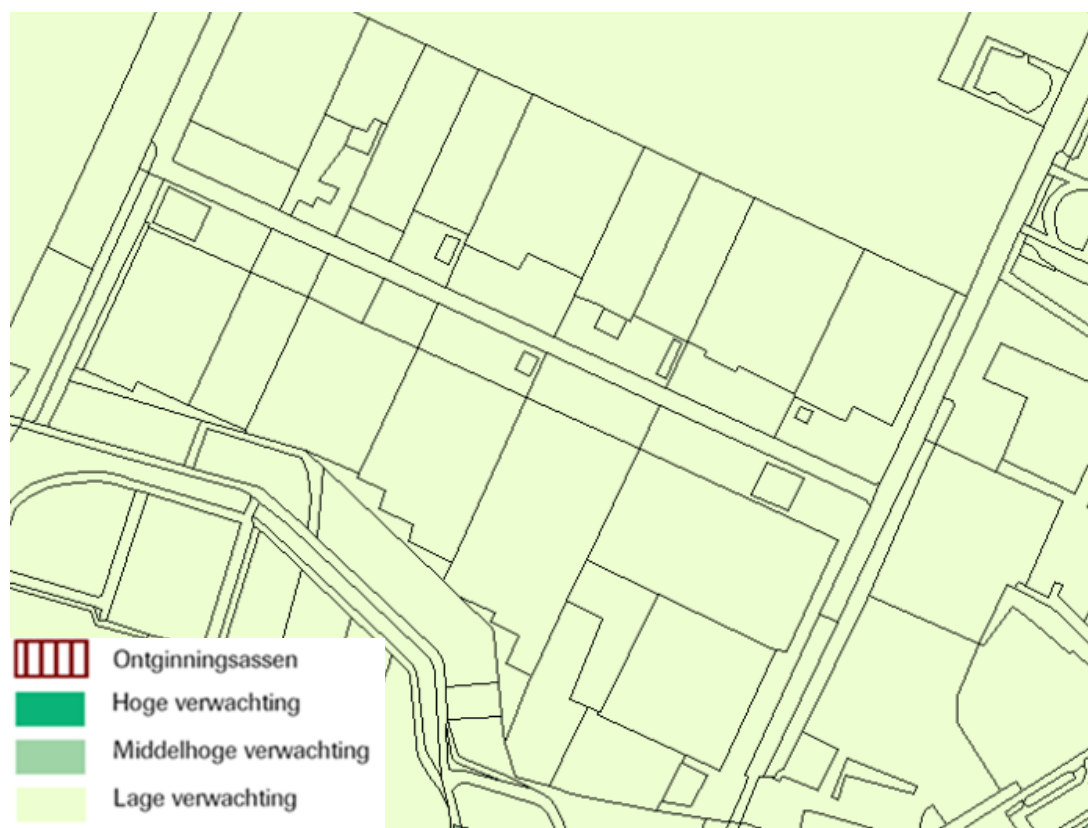 Ontginningsassen
Hoge verwachting
Middelhoge verwachting
Lage verwachting